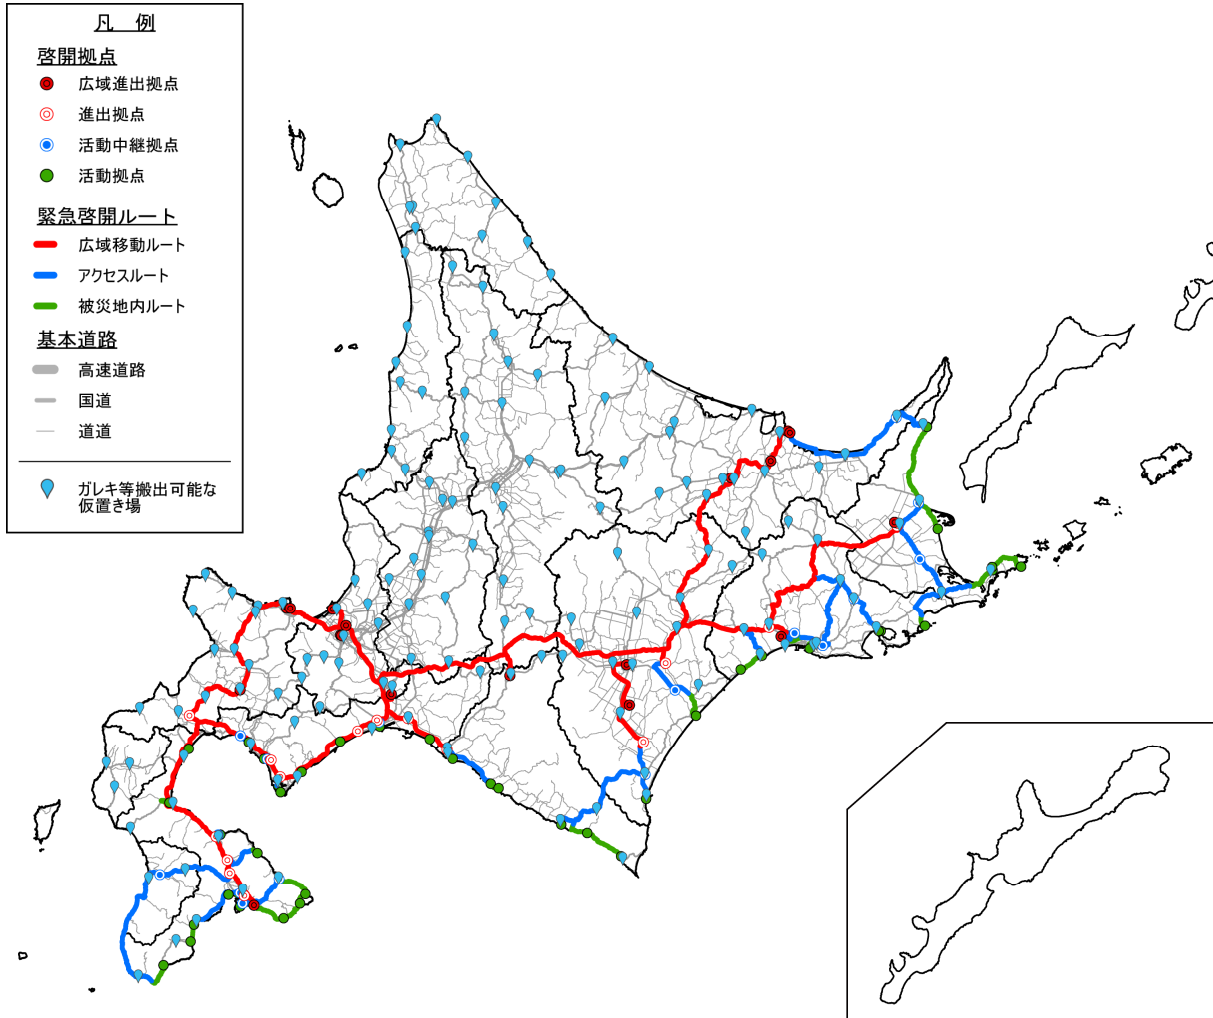 凡 例
啓開拠点
広域進出拠点
進出拠点
活動中継拠点
活動拠点
緊急啓開ルート
広域移動ルート
アクセスルート
被災地内ルート
基本道路
高速道路
国道
道道
ガレキ等搬出可能な
仮置き場